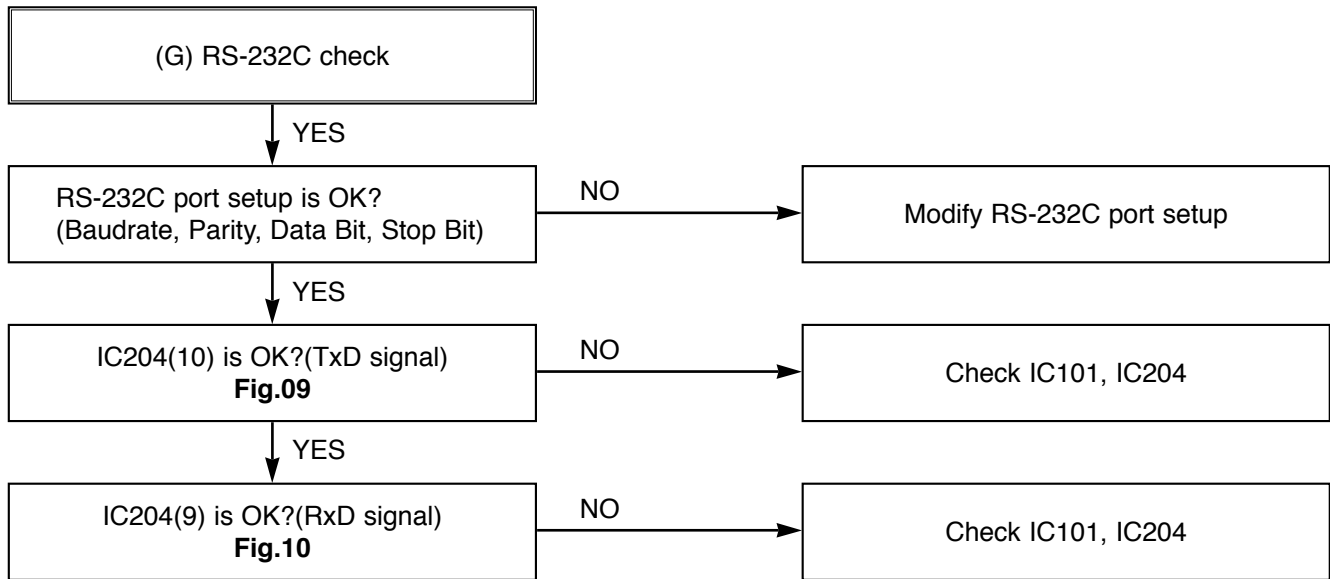 (G) RS-232C check
YES
RS-232C port setup is OK?
(Baudrate, Parity, Data Bit, Stop Bit)
NO
Modify RS-232C port setup
YES
IC204(10) is OK?(TxD signal)
Fig.09
NO
Check IC101, IC204
YES
IC204(9) is OK?(RxD signal)
Fig.10
NO
Check IC101, IC204